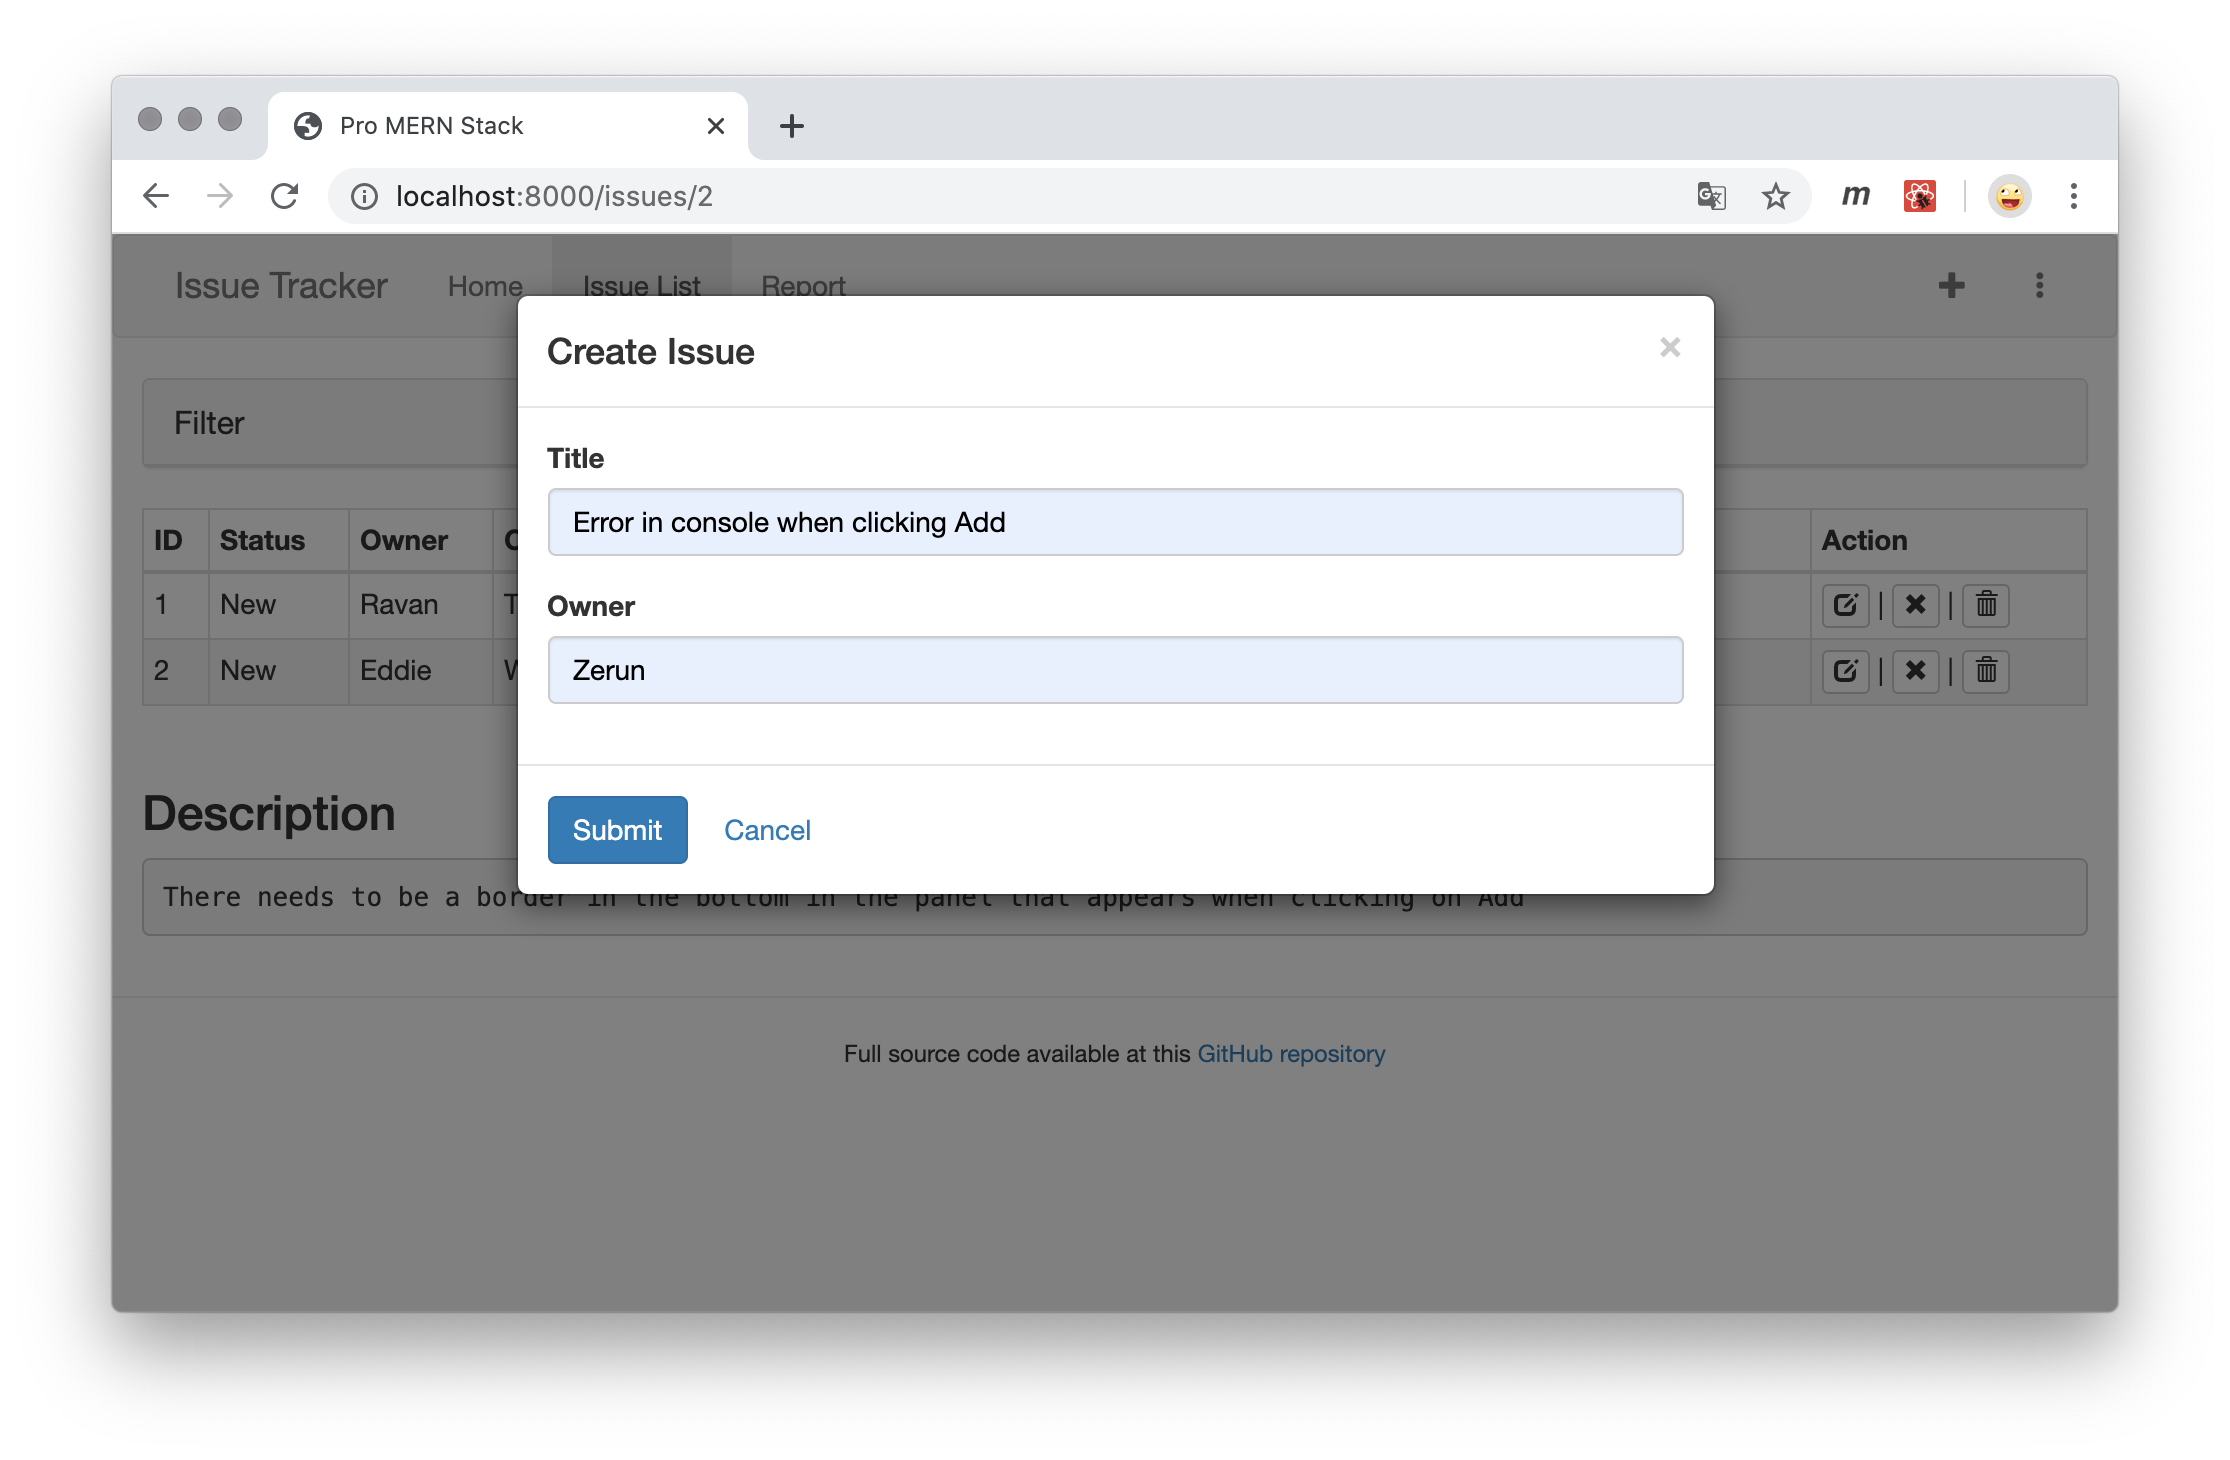 Pro MERN Stack
localhost:8000/issues/2
m
Issue Tracker Home Issue List Report
Create Issue
Filter
Title
Error in console when clicking Add
ID Status Owner Action
Owner
1 New Ravan |  |
Zerun
2 New Eddie |  |
Submit Cancel
Description
There needs to be a border in the bottom in the panel that appears when clicking on Add
Full source code available at this GitHub repository